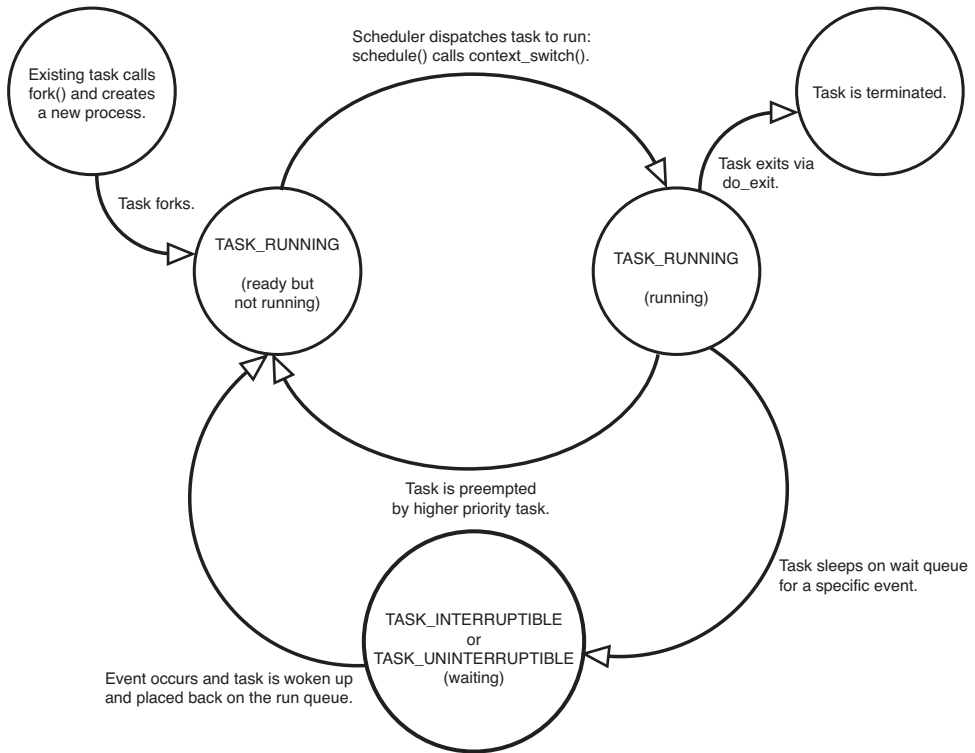 Scheduler dispatches task to run:
schedule() calls context_switch().
Existing task calls
fork() and creates
a new process.
Task is terminated.
Task exits via
do_exit.
Task forks.
TASK_RUNNING
(ready but
not running)
TASK_RUNNING
(running)
Task is preempted
by higher priority task.
Task sleeps on wait queue
for a specific event.
TASK_INTERRUPTIBLE
or
TASK_UNINTERRUPTIBLE
(waiting)
Event occurs and task is woken up
and placed back on the run queue.